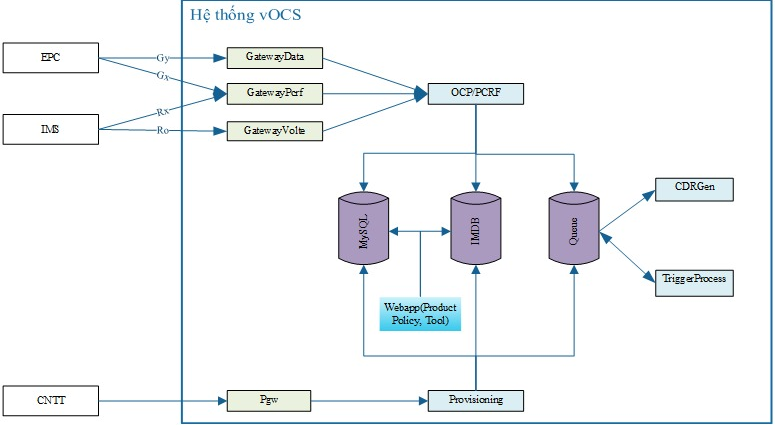 Hệ thống vOCS
EPC
Gy
GatewayData
Gx
GatewayPerf
OCP/PCRF
IMS
Rx
Ro
GatewayVolte
CDRGen
MySQL
IMDB
Queue
TriggerProcess
Webapp(Product
Policy, Tool)
CNTT
Pgw
Provisioning